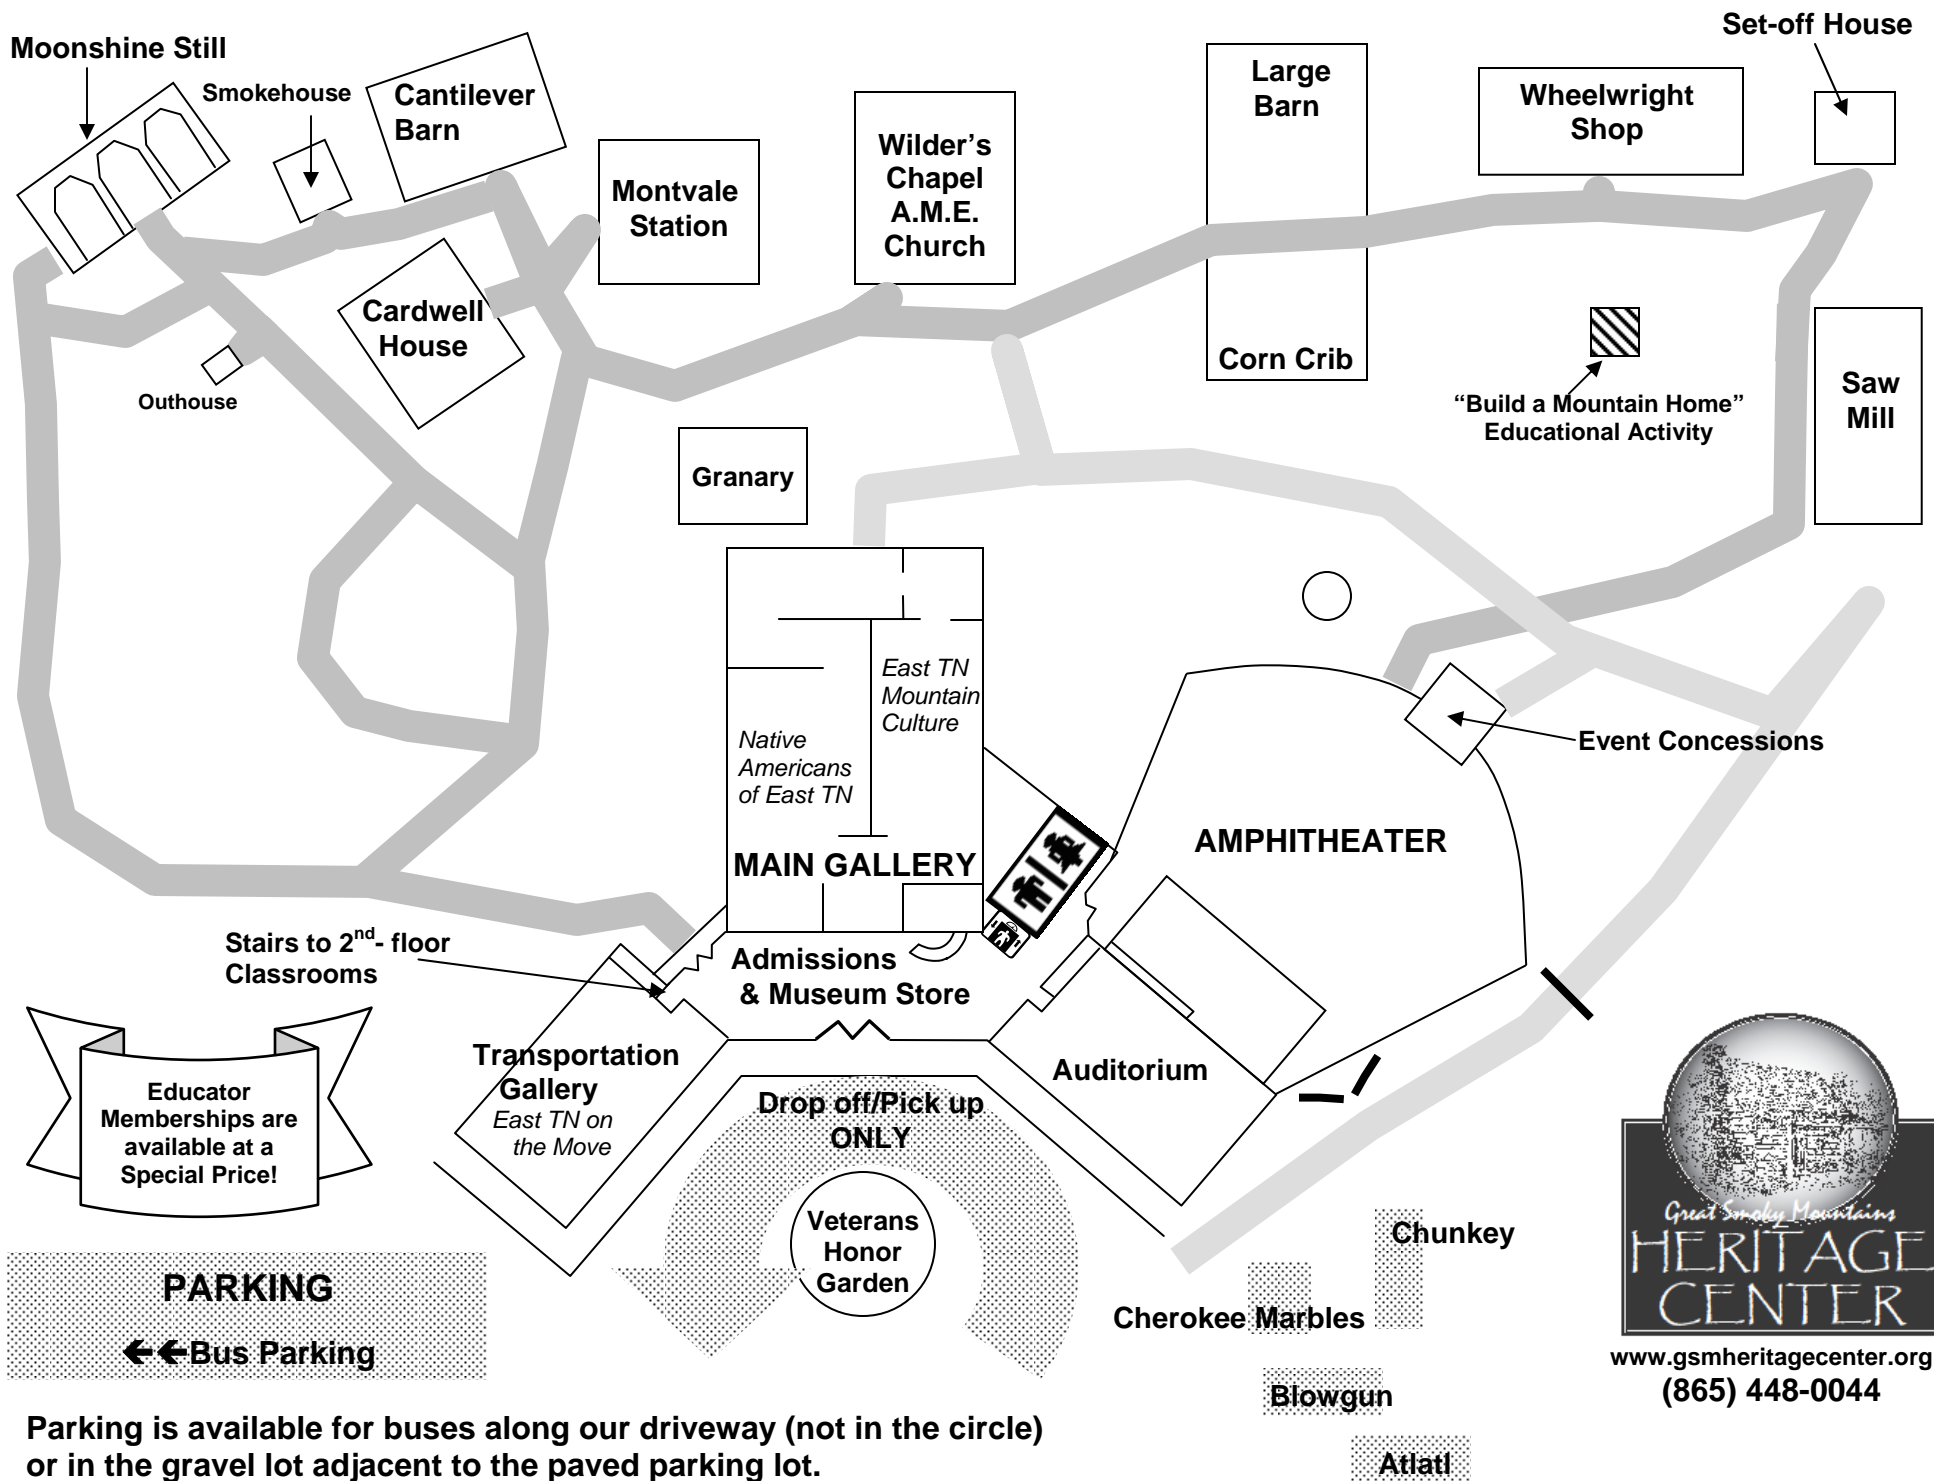 Moonshine Still
Smokehouse
Cantilever
Barn
Montvale
Station
Wilder’s
Chapel
A.M.E.
Church
Large
Barn
Corn Crib
Wheelwright
Shop
Set-off House
Cardwell
House
Outhouse
Granary
“Build a Mountain Home”
Educational Activity
Saw
Mill
East TN
Mountain
Culture
Native
Americans
of East TN
MAIN GALLERY
AMPHITHEATER
Event Concessions
Stairs to 2nd- floor
Classrooms
Admissions
& Museum Store
Transportation
Gallery
East TN on
the Move
Auditorium
Drop off/Pick up
ONLY
Veterans
Honor
Garden
Educator
Memberships are
available at a
Special Price!
PARKING
←←Bus Parking
Chunkey
Cherokee Marbles
Blowgun
Atlatl
Great Smoky Mountains
HERITAGE
CENTER
www.gsmheritagecenter.org
(865) 448-0044
Parking is available for buses along our driveway (not in the circle)
or in the gravel lot adjacent to the paved parking lot.